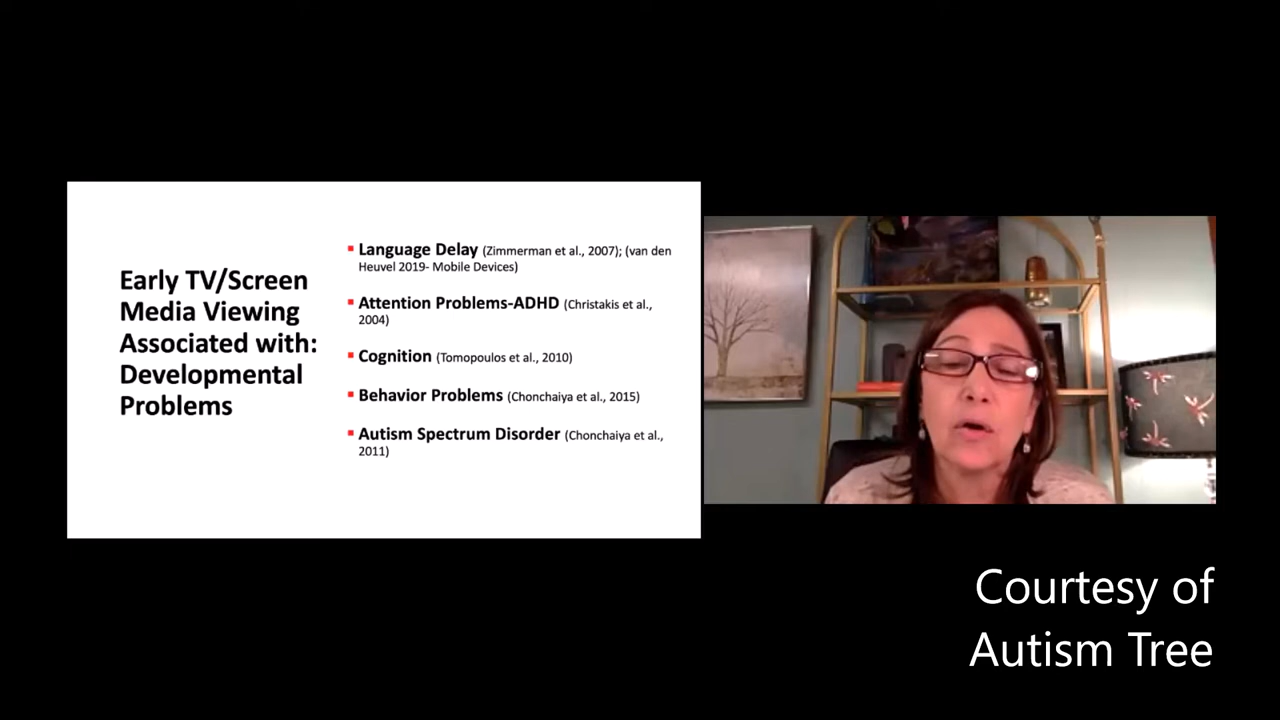 Early TV/Screen
Media Viewing
Associated with:
Developmental
Problems
▪ Language Delay (Zimmerman et al., 2007); (van den
Heuvel 2019- Mobile Devices)
▪ Attention Problems-ADHD (Christakis et al.,
2004)
▪ Cognition (Tomopoulos et al., 2010)
▪ Behavior Problems (Chonchaiya et al., 2015)
▪ Autism Spectrum Disorder (Chonchaiya et al.,
2011)
Courtesy of
Autism Tree